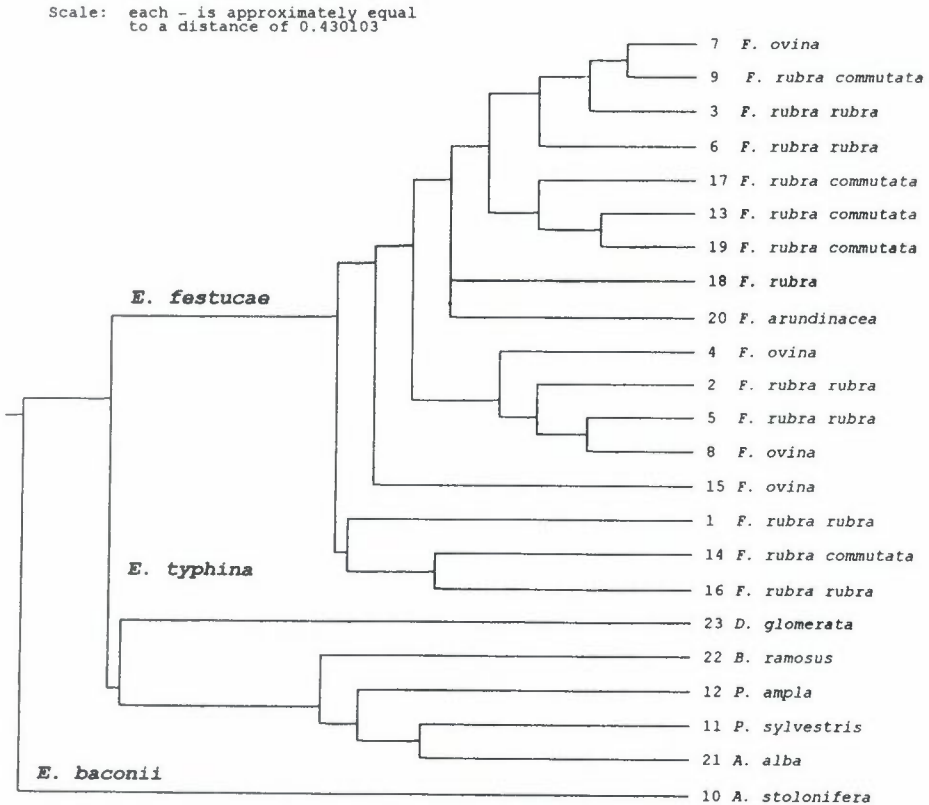 Scale: each - is approximately equal
to a distance of 0.430103
7 F. ovina
9 F. rubra commutata
3 F. rubra rubra
6 F. rubra rubra
17 F. rubra commutata
13 F. rubra commutata
19 F. rubra commutata
18 F. rubra
E. festucae
20 F. arundinacea
4 F. ovina
2 F. rubra rubra
5 F. rubra rubra
8 F. ovina
15 F. ovina
1 F. rubra rubra
14 F. rubra commutata
E. typhina
16 F. rubra rubra
23 D. glomerata
22 B. ramosus
12 P. ampla
11 P. sylvestris
21 A. alba
E. baconii
10 A. stolonifera